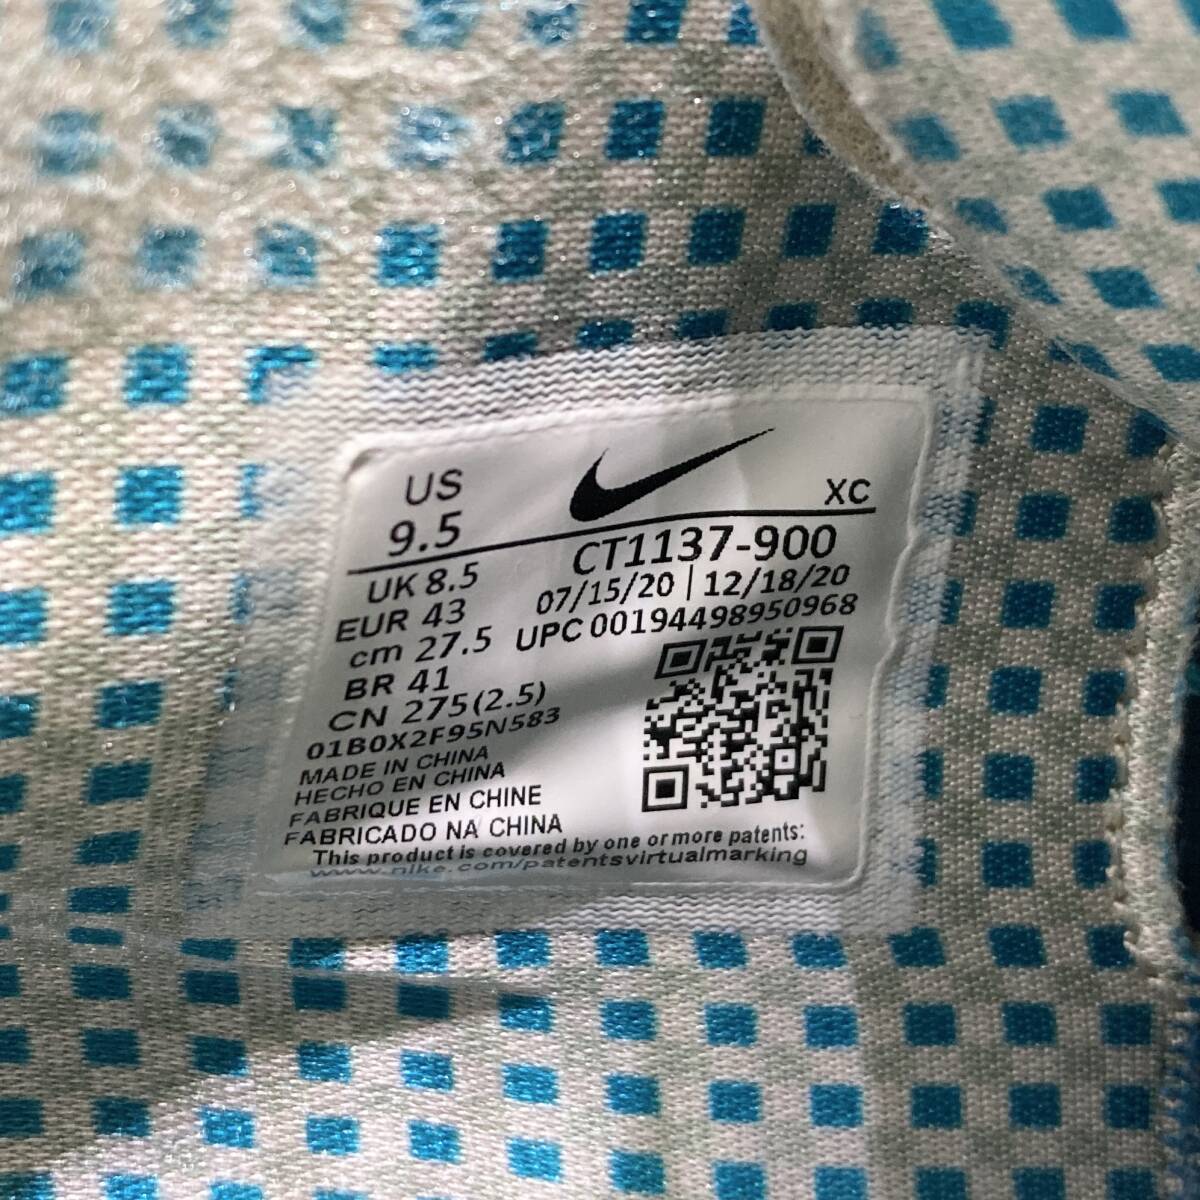 US
9.5
XC
CT1137-900
UK 8.5
07/15/20 | 12/18/20
EUR 43
UPC 00194498950968
cm 27.5
BR 41
CN 275(2.5)
01B0X2F95N583
MADE IN CHINA
HECHO EN CHINA
FABRIQUE EN CHINE
FABRICADO NA CHINA
This product is covered by one or more patents:
www.nike.com/patentsvirtualmarking